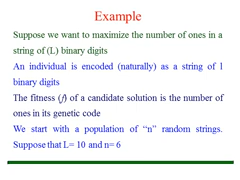 Example
Suppose we want to maximize the number of ones in a
string of (L) binary digits
An individual is encoded (naturally) as a string of l
binary digits
The fitness (f) of a candidate solution is the number of
ones in its genetic code
We start with a population of “n” random strings.
Suppose that L= 10 and n= 6